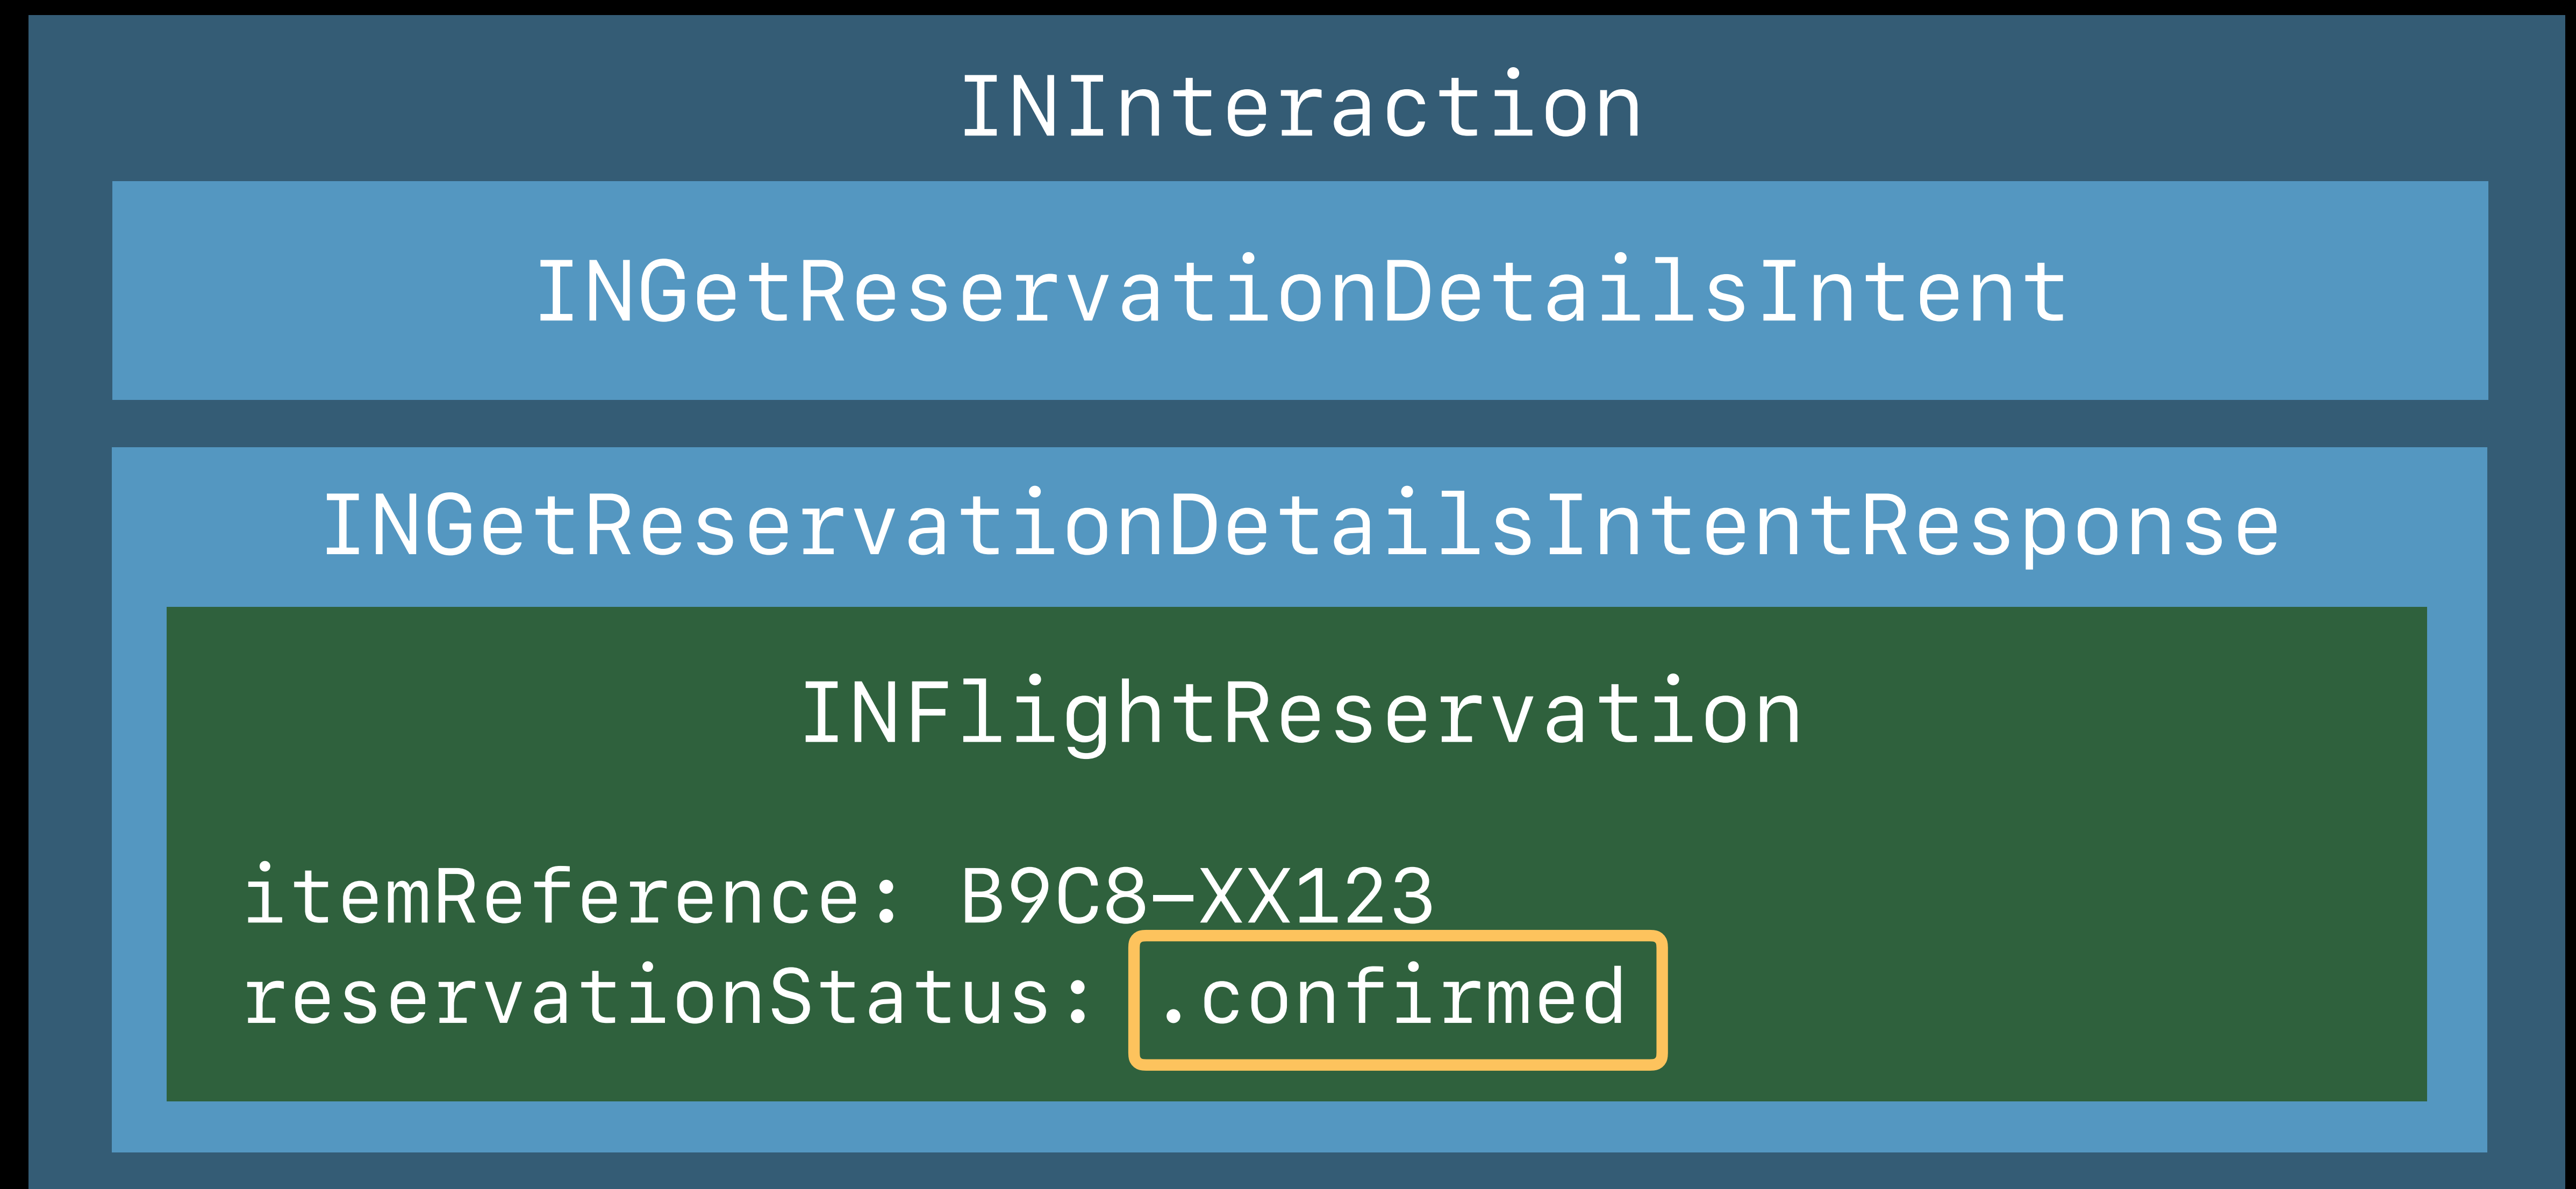 INInteraction
INGetReservationDetailsIntent
INGetReservationDetailsIntentResponse
INFlightReservation
itemReference: B9C8–XX123
reservationStatus: .confirmed